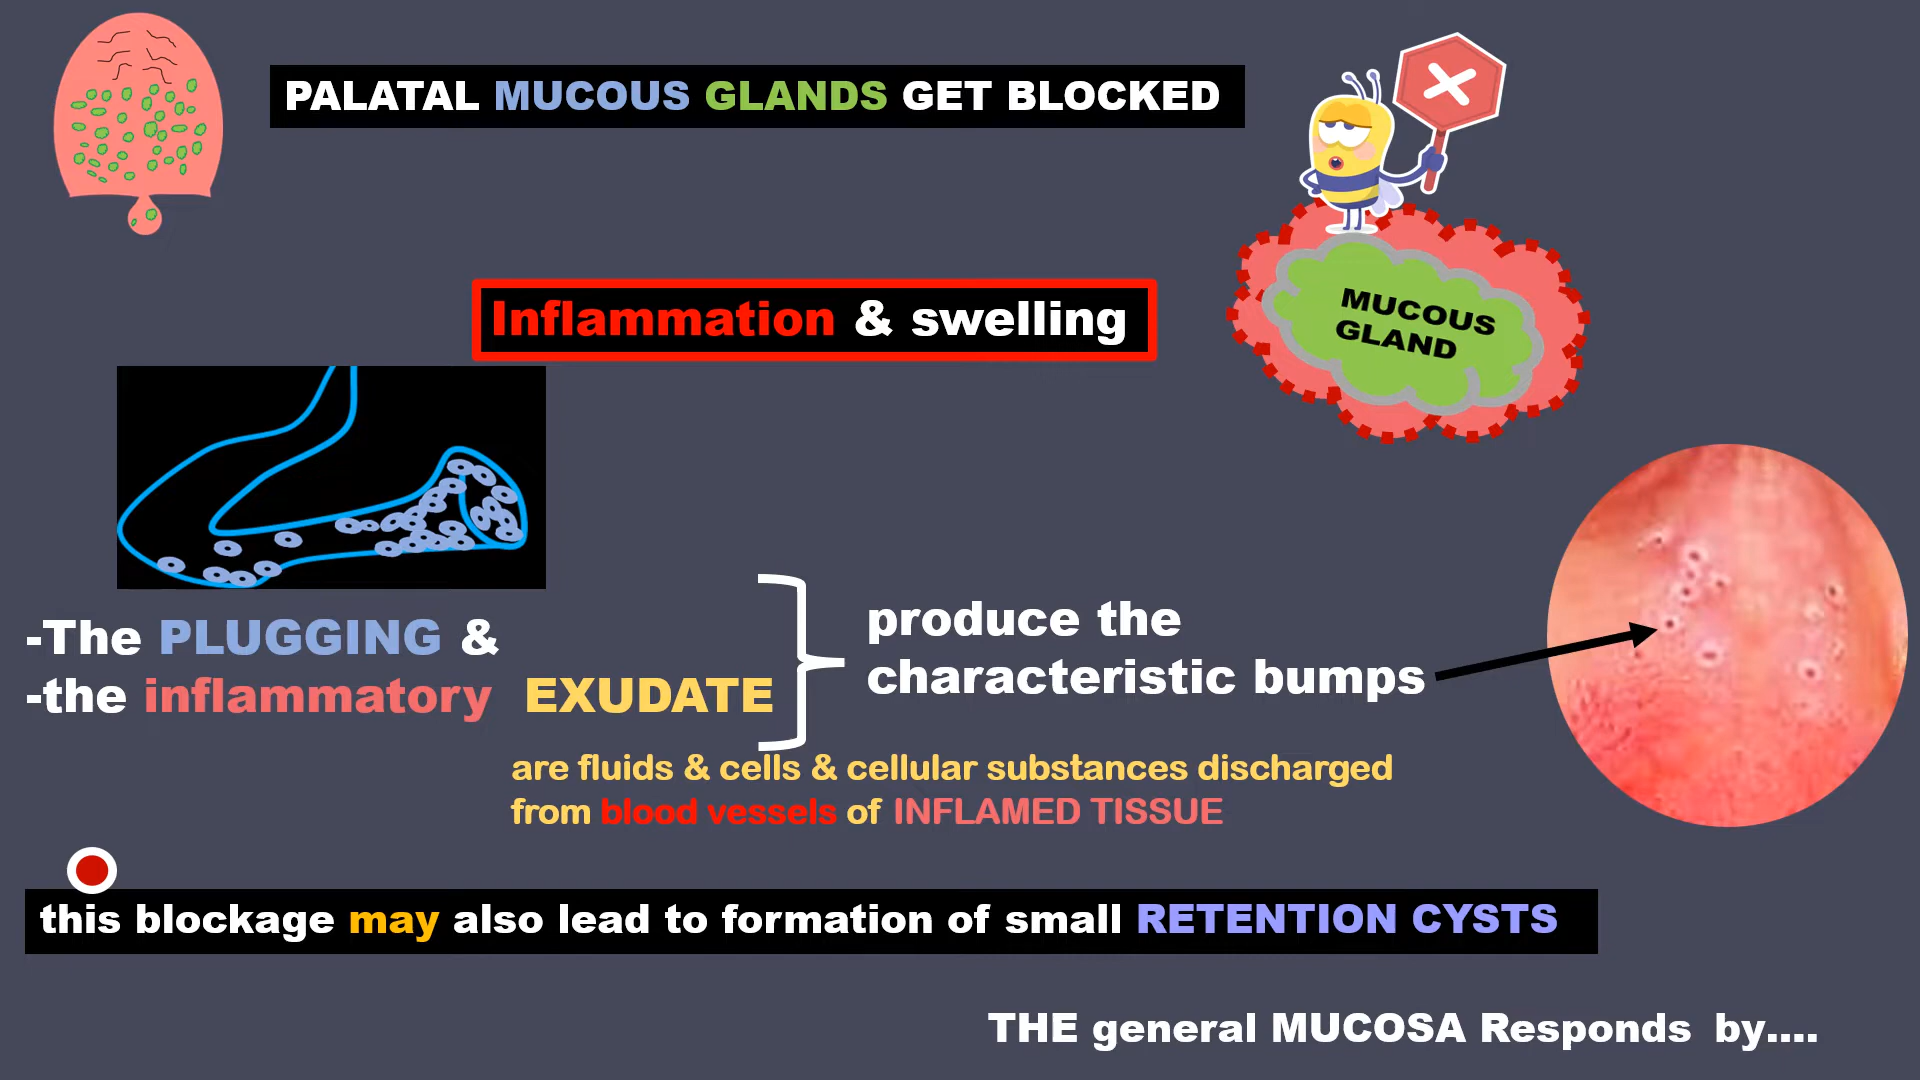 PALATAL MUCOUS GLANDS GET BLOCKED
Inflammation & swelling
MUCOUS
GLAND
-The PLUGGING &
-the inflammatory EXUDATE
produce the
characteristic bumps
are fluids & cells & cellular substances discharged
from blood vessels of INFLAMED TISSUE
this blockage may also lead to formation of small RETENTION CYSTS
THE general MUCOSA Responds by....